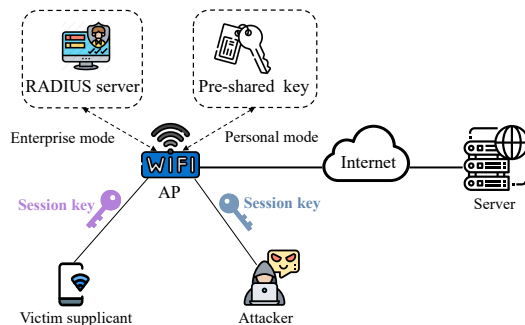 RADIUS server
Pre-shared key
Enterprise mode
Personal mode
WIFI
AP
Internet
Server
Session key
Session key
Victim supplicant
Attacker